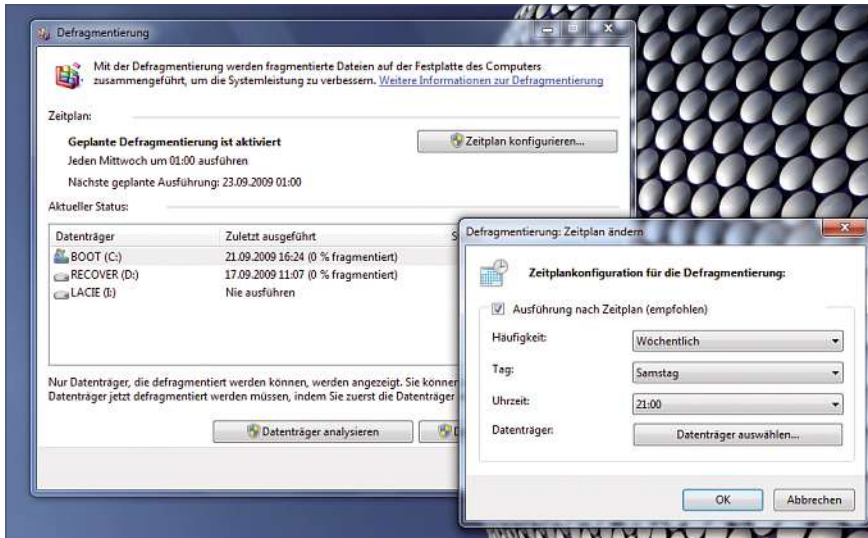 Defragmentierung
Mit der Defragmentierung werden fragmentierte Dateien auf der Festplatte des Computers
zusammengeführt, um die Systemleistung zu verbessern. Weitere Informationen zur Defragmentierung
Zeitplan:
Geplante Defragmentierung ist aktiviert
Zeitplan konfigurieren...
Jeden Mittwoch um 01:00 ausführen
Nächste geplante Ausführung: 23.09.2009 01:00
Aktueller Status:
Datenträger Zuletzt ausgeführt
BOOT (C:) 21.09.2009 16:24 (0 % fragmentiert)
RECOVER (D:) 17.09.2009 11:07 (0 % fragmentiert)
LACIE (I:) Nie ausführen
Nur Datenträger, die defragmentiert werden können, werden angezeigt. Sie können
Datenträger jetzt defragmentiert werden müssen, indem Sie zuerst die Datenträger
Datenträger analysieren
Defragmentierung: Zeitplan ändern
Zeitplankonfiguration für die Defragmentierung:
Ausführung nach Zeitplan (empfohlen)
Häufigkeit: Wöchentlich
Tag: Samstag
Uhrzeit: 21:00
Datenträger: Datenträger auswählen...
OK Abbrechen